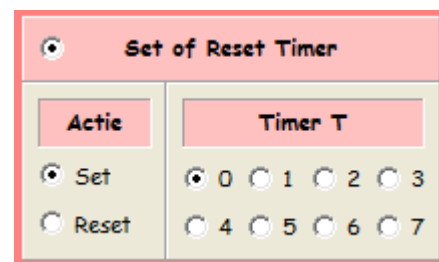 Set of Reset Timer
Actie
Timer T
Set
0 1 2 3
Reset
4 5 6 7